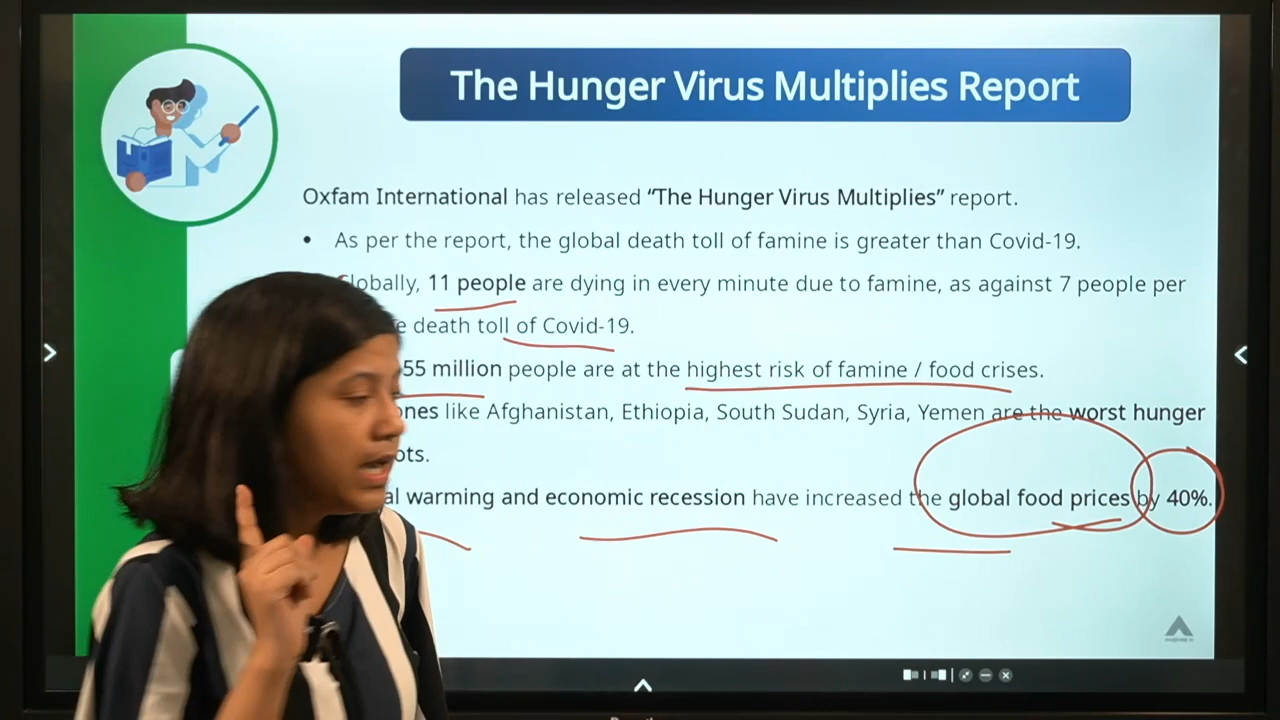 The Hunger Virus Multiplies Report
Oxfam International has released “The Hunger Virus Multiplies” report.
• As per the report, the global death toll of famine is greater than Covid-19.
Globally, 11 people are dying in every minute due to famine, as against 7 people per
death toll of Covid-19.
55 million people are at the highest risk of famine / food crises.
like Afghanistan, Ethiopia, South Sudan, Syria, Yemen are the worst hunger
warming and economic recession have increased the global food prices by 40%.